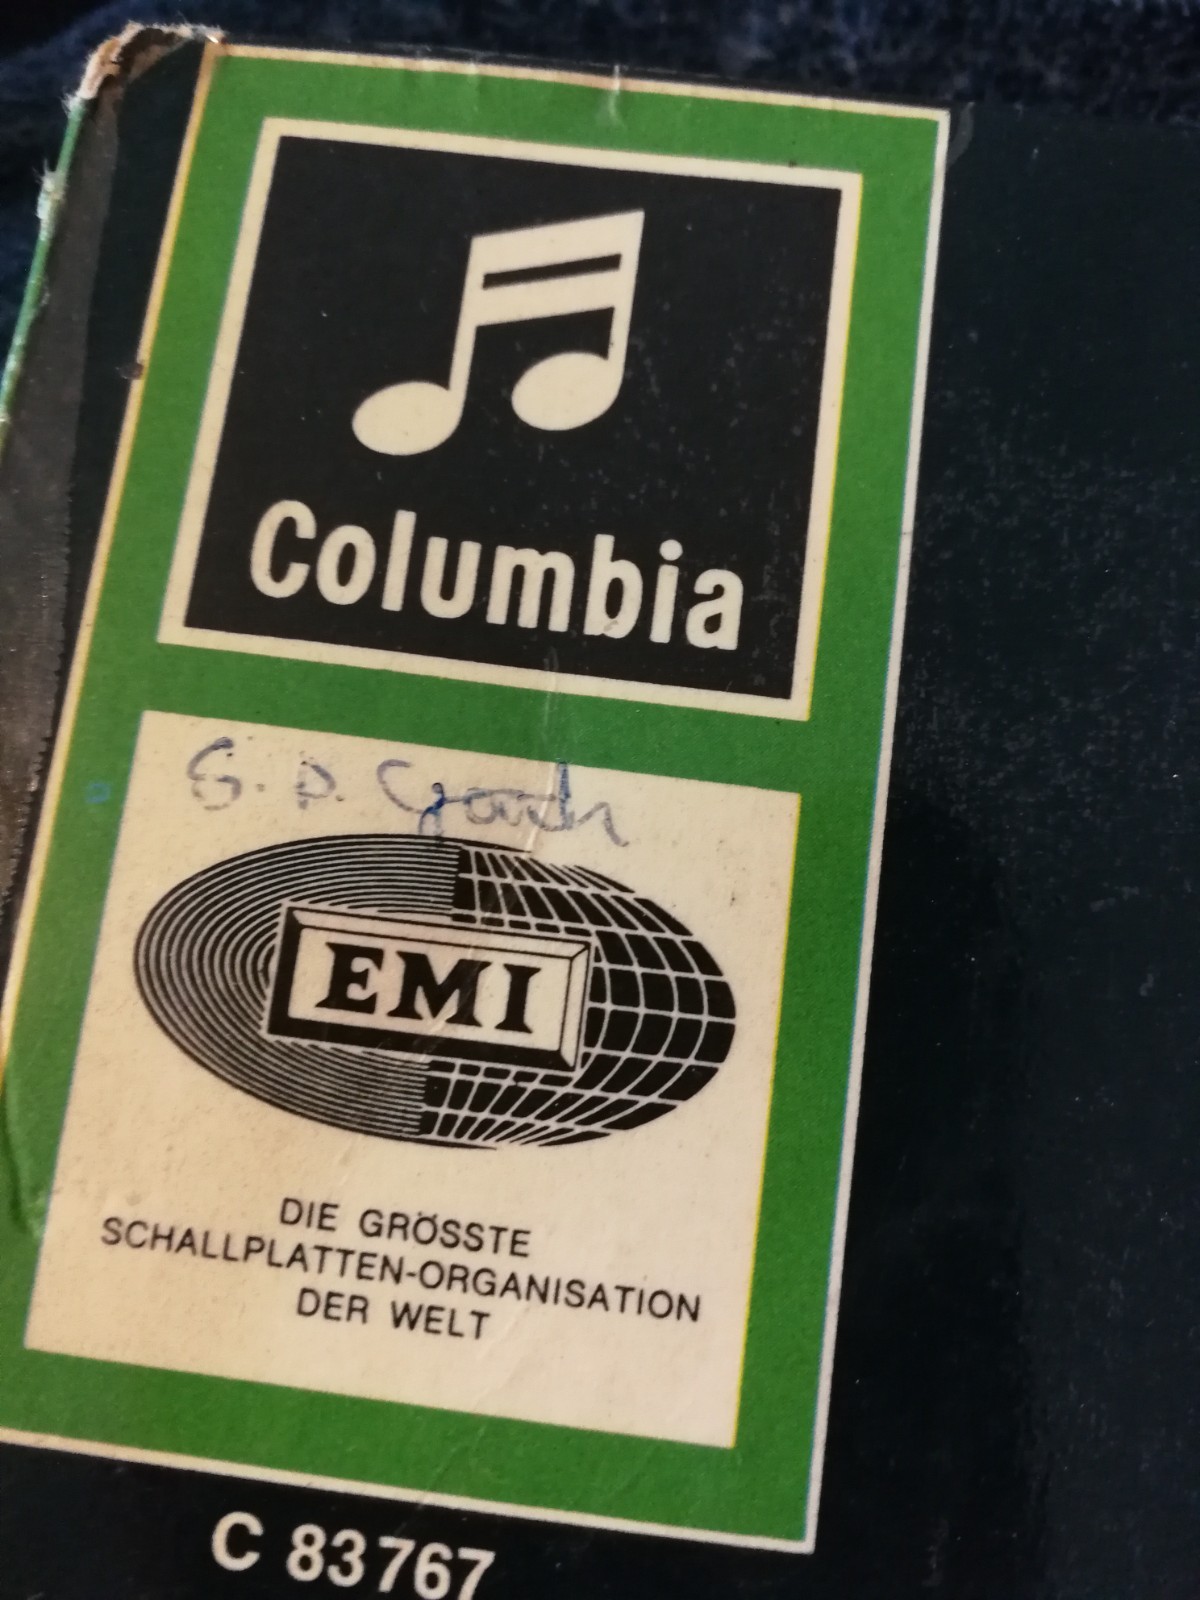 Columbia
EMI
DIE GRÖSSTE
SCHALLPLATTEN-ORGANISATION
DER WELT
C 83767